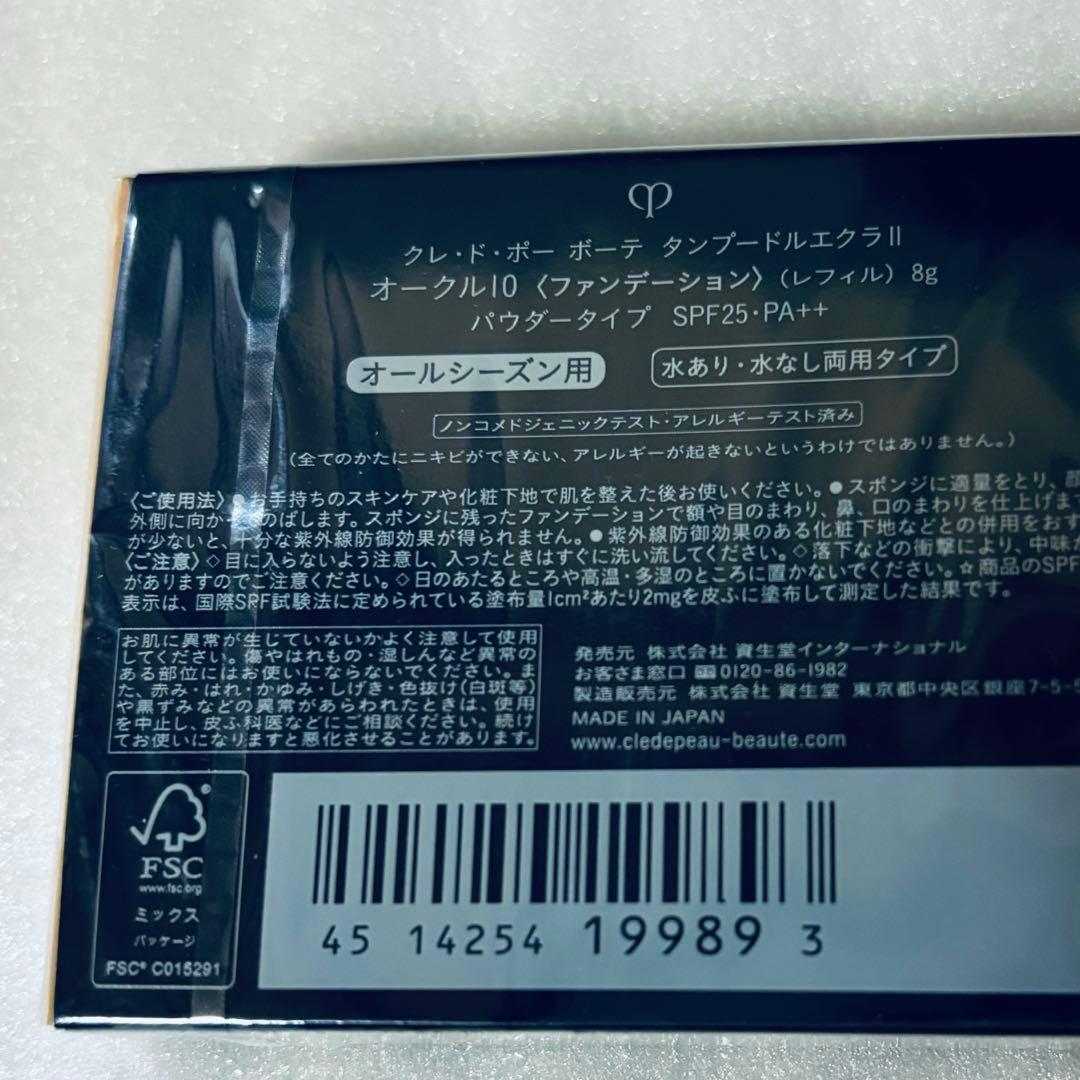 クレ・ド・ポー ボーテ タンプードルエクラII
オークル10〈ファンデーション〉(レフィル) 8g
パウダータイプ SPF25・PA++
オールシーズン用
水あり・水なし両用タイプ
ノンコメドジェニックテスト・アレルギーテスト済み
(全てのかたにニキビができない、アレルギーが起きないというわけではありません。)
〈ご使用法〉●お手持ちのスキンケアや化粧下地で肌を整えた後お使いください。●スポンジに適量をとり、顔
外側に向か のばします。スポンジに残ったファンデーションで額や目のまわり、鼻、口のまわりを仕上げます
が少ないと、十分な紫外線防御効果が得られません。●紫外線防御効果のある化粧下地などとの併用をおす
〈ご注意〉◇目に入らないよう注意し、入ったときはすぐに洗い流してください。◇落下などの衝撃により、中味が
がありますのでご注意ください。◇日のあたるところや高温・多湿のところに置かないでください。☆商品のSPF
表示は、国際SPF試験法に定められている塗布量1cm²あたり2mgを皮ふに塗布して測定した結果です。
お肌に異常が生じていないかよく注意して使用
してください。傷やはれもの・湿しんなど異常の
ある部位にはお使いにならないでください。ま
た、赤み・はれ・かゆみ・しげき・色抜け(白斑等)
や黒ずみなどの異常があらわれたときは、使用
を中止し、皮ふ科医などにご相談ください。続け
てお使いになりますと悪化させることがあります。
発売元 株式会社 資生堂インターナショナル
お客さま窓口 0120-86-1982
製造販売元 株式会社 資生堂 東京都中央区銀座7-5-5
MADE IN JAPAN
www.cledepeau-beaute.com
FSC
www.fsc.org
ミックス
パッケージ
FSC® C015291
45 14254 19989 3